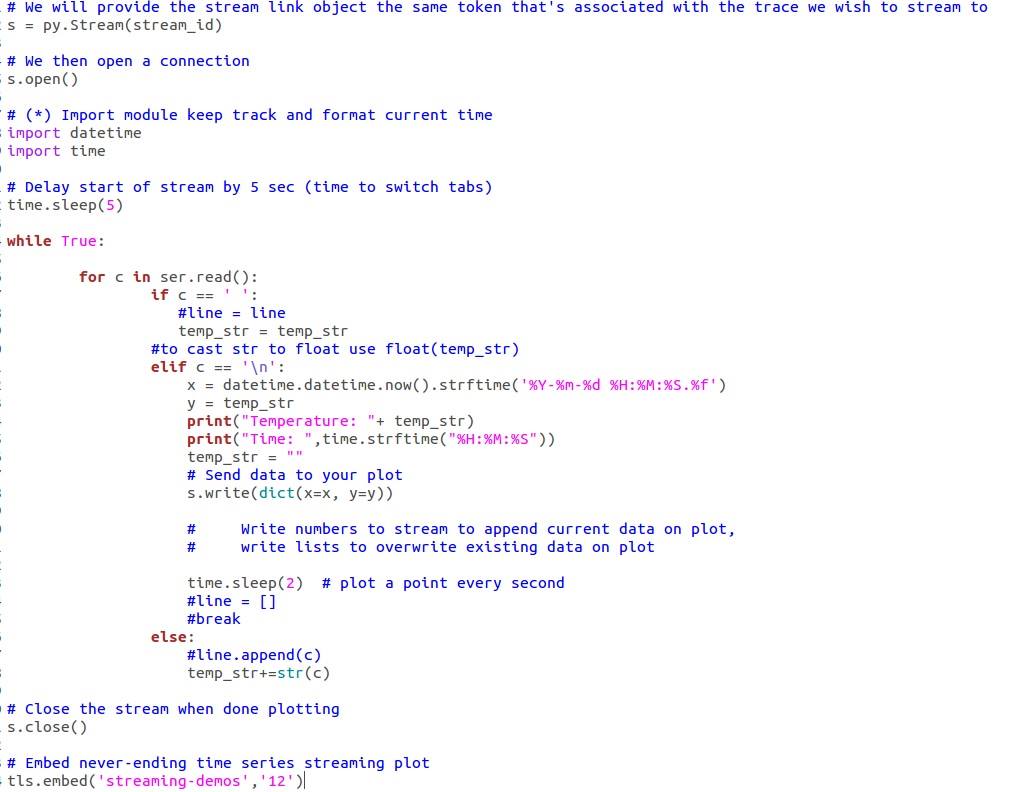 # We will provide the stream link object the same token that's associated with the trace we wish to stream to
s = py.Stream(stream_id)
# We then open a connection
s.open()
# (*) Import module keep track and format current time
import datetime
import time
# Delay start of stream by 5 sec (time to switch tabs)
time.sleep(5)
while True:
for c in ser.read():
if c == ' ':
#line = line
temp_str = temp_str
#to cast str to float use float(temp_str)
elif c == '\n':
x = datetime.datetime.now().strftime('%Y-%m-%d %H:%M:%S.%f')
y = temp_str
print("Temperature: "+ temp_str)
print("Time: ",time.strftime("%H:%M:%S"))
temp_str = ""
# Send data to your plot
s.write(dict(x=x, y=y))
#     Write numbers to stream to append current data on plot,
#     write lists to overwrite existing data on plot
time.sleep(2)  # plot a point every second
#line = []
#break
else:
#line.append(c)
temp_str+=str(c)
# Close the stream when done plotting
s.close()
# Embed never-ending time series streaming plot
tls.embed('streaming-demos','12')